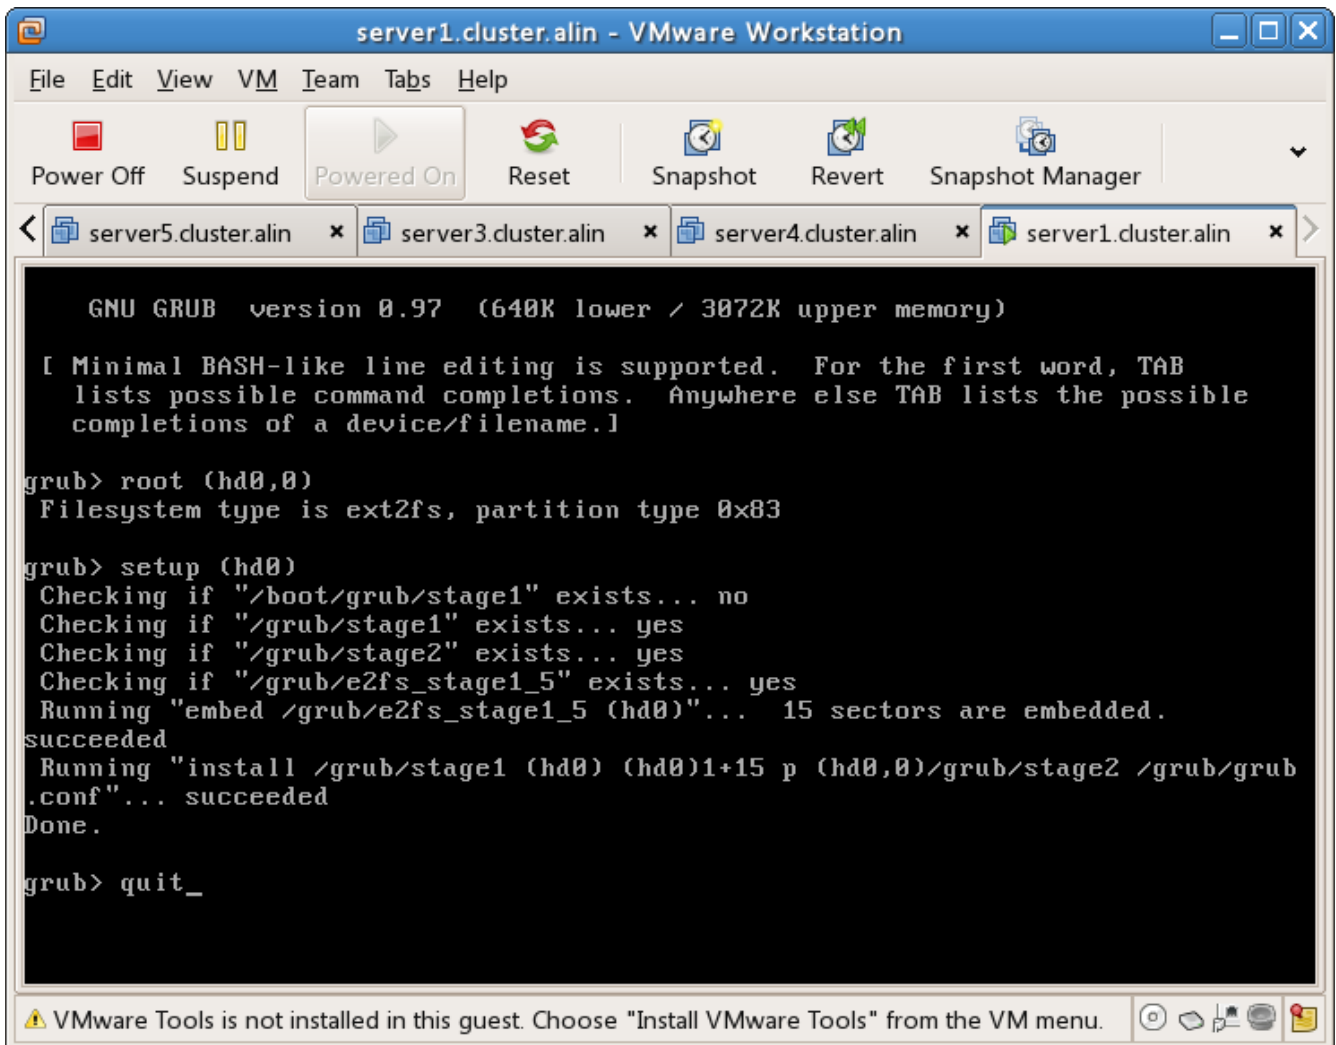 server1.cluster.alin - VMware Workstation
File Edit View VM Team Tabs Help
Power Off Suspend Powered On Reset Snapshot Revert Snapshot Manager
server5.cluster.alin server3.cluster.alin server4.cluster.alin server1.cluster.alin
GNU GRUB version 0.97 (640K lower / 3072K upper memory)
[ Minimal BASH-like line editing is supported. For the first word, TAB
lists possible command completions. Anywhere else TAB lists the possible
completions of a device/filename.]
grub> root (hd0,0)
Filesystem type is ext2fs, partition type 0x83
grub> setup (hd0)
Checking if "/boot/grub/stage1" exists... no
Checking if "/grub/stage1" exists... yes
Checking if "/grub/stage2" exists... yes
Checking if "/grub/e2fs_stage1_5" exists... yes
Running "embed /grub/e2fs_stage1_5 (hd0)"... 15 sectors are embedded.
succeeded
Running "install /grub/stage1 (hd0) (hd0)1+15 p (hd0,0)/grub/stage2 /grub/grub
.conf"... succeeded
Done.
grub> quit_
VMware Tools is not installed in this guest. Choose "Install VMware Tools" from the VM menu.